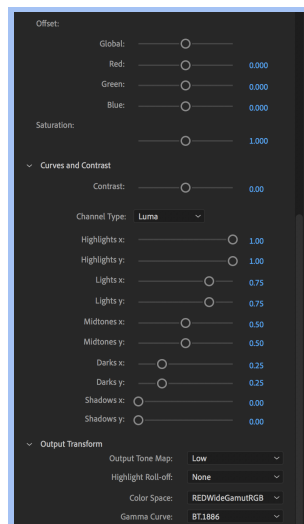 Offset:
Global:
Red: 0.000
Green: 0.000
Blue: 0.000
Saturation:
1.000
Curves and Contrast
Contrast: 0.00
Channel Type: Luma
Highlights x: 1.00
Highlights y: 1.00
Lights x: 0.75
Lights y: 0.75
Midtones x: 0.50
Midtones y: 0.50
Darks x: 0.25
Darks y: 0.25
Shadows x: 0.00
Shadows y: 0.00
Output Transform
Output Tone Map: Low
Highlight Roll-off: None
Color Space: REDWideGamutRGB
Gamma Curve: BT.1886